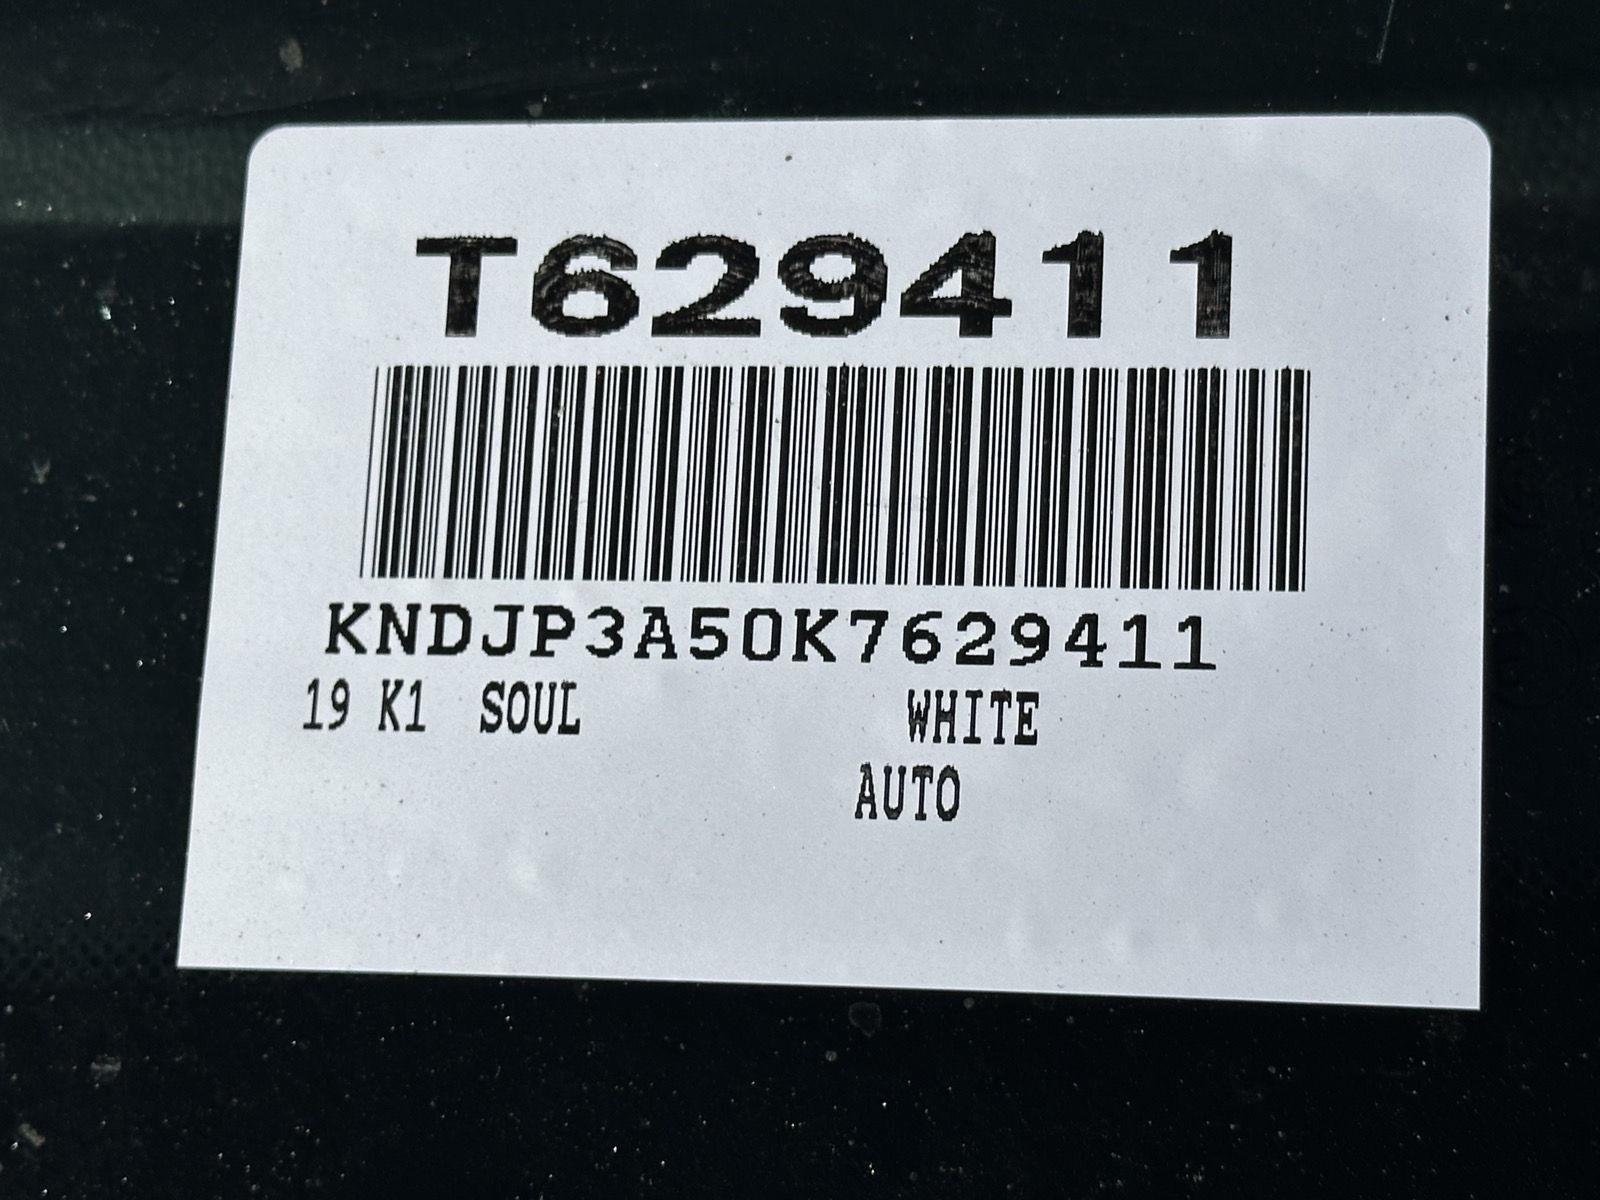 T629411
KNDJP3A50K7629411
19 K1 SOUL WHITE
AUTO